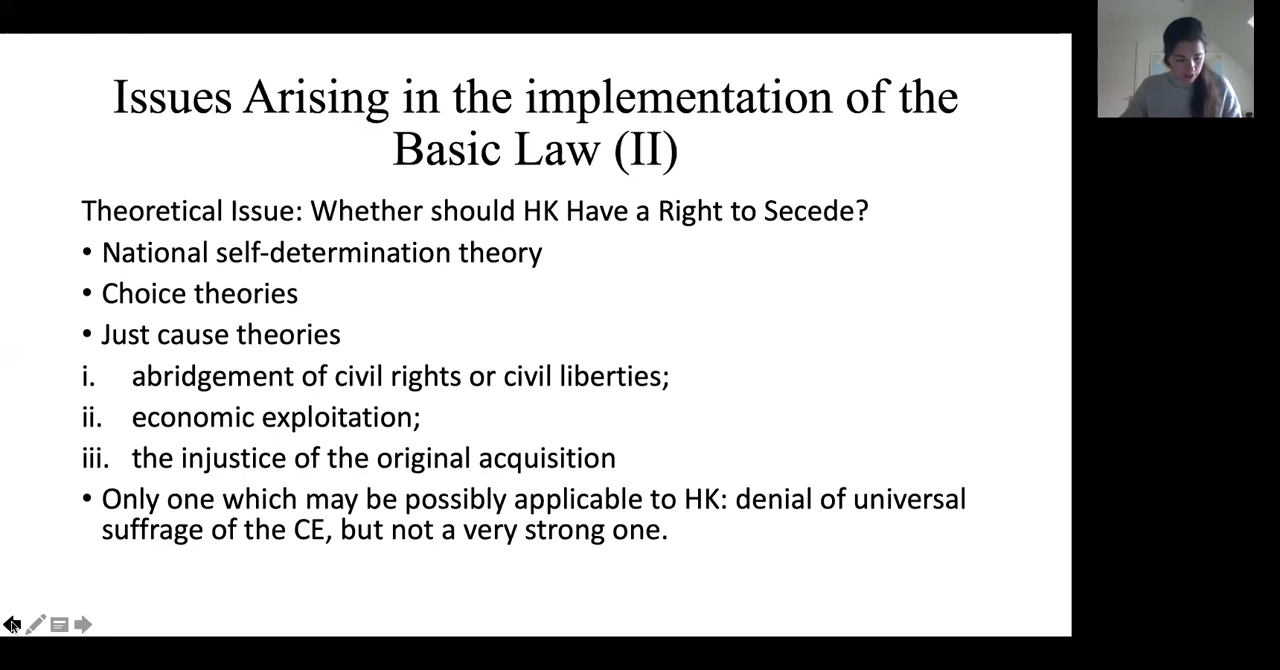 Issues Arising in the implementation of the
Basic Law (II)
Theoretical Issue: Whether should HK Have a Right to Secede?
• National self-determination theory
• Choice theories
• Just cause theories
i. abridgement of civil rights or civil liberties;
ii. economic exploitation;
iii. the injustice of the original acquisition
• Only one which may be possibly applicable to HK: denial of universal
suffrage of the CE, but not a very strong one.